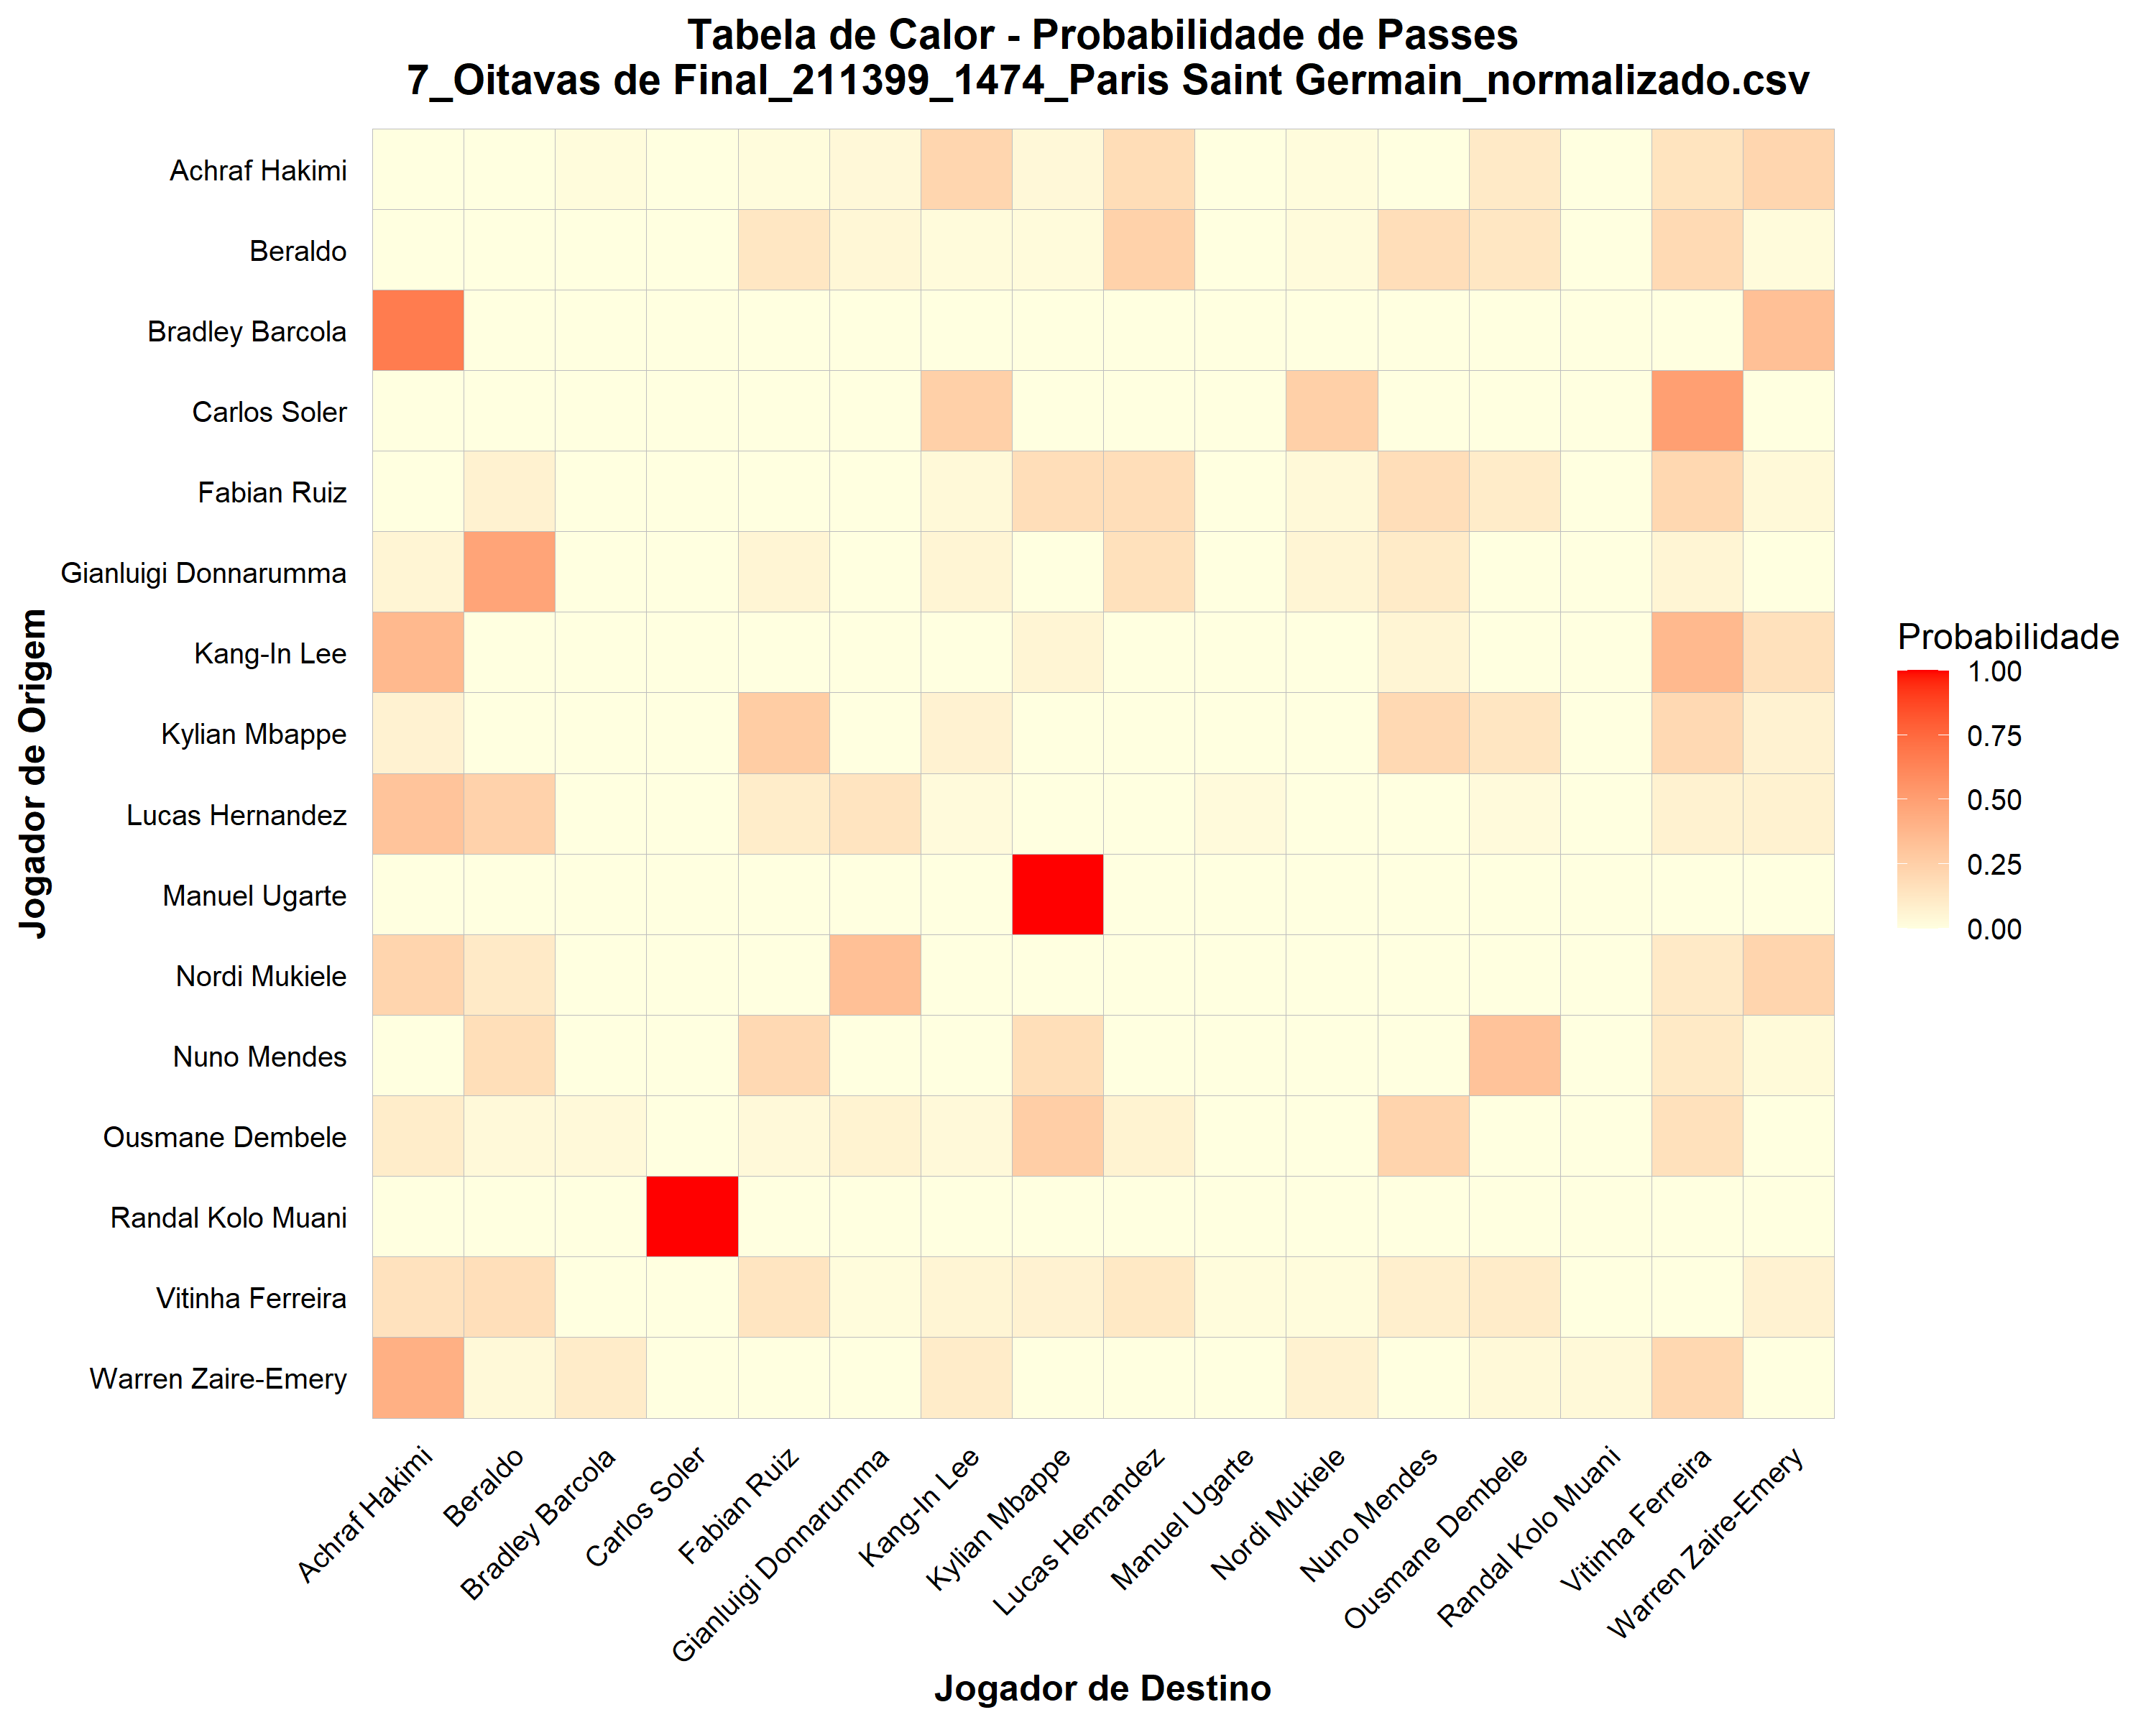 Tabela de Calor - Probabilidade de Passes
7_Oitavas de Final_211399_1474_Paris Saint Germain_normalizado.csv
Jogador de Origem
Achraf Hakimi
Beraldo
Bradley Barcola
Carlos Soler
Fabian Ruiz
Gianluigi Donnarumma
Kang-In Lee
Kylian Mbappe
Lucas Hernandez
Manuel Ugarte
Nordi Mukiele
Nuno Mendes
Ousmane Dembele
Randal Kolo Muani
Vitinha Ferreira
Warren Zaire-Emery
Achraf Hakimi
Beraldo
Bradley Barcola
Carlos Soler
Fabian Ruiz
Gianluigi Donnarumma
Kang-In Lee
Kylian Mbappe
Lucas Hernandez
Manuel Ugarte
Nordi Mukiele
Nuno Mendes
Ousmane Dembele
Randal Kolo Muani
Vitinha Ferreira
Warren Zaire-Emery
Jogador de Destino
Probabilidade
1.00
0.75
0.50
0.25
0.00